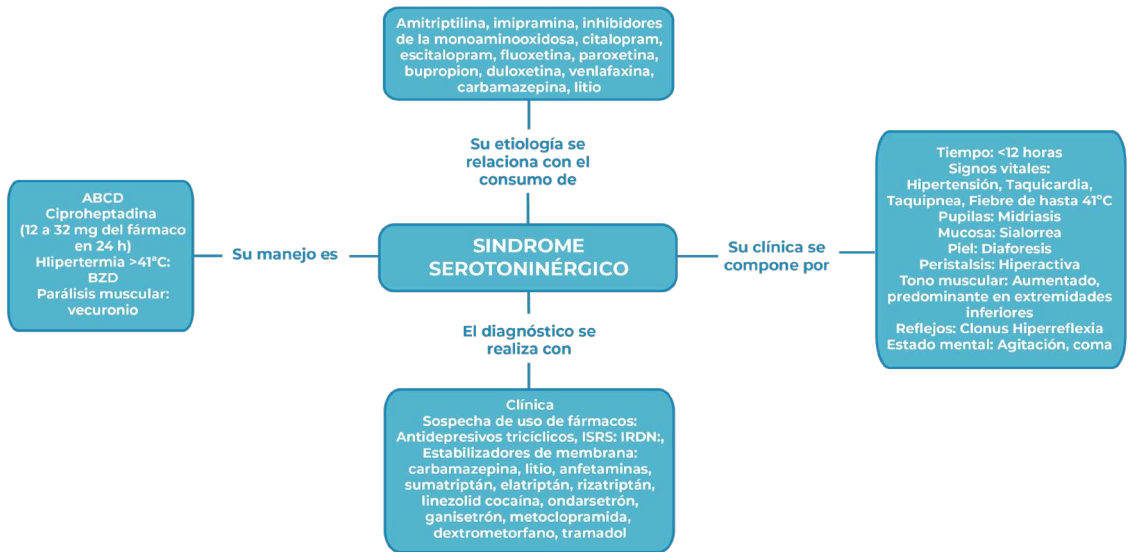 Amitriptilina, imipramina, inhibidores
de la monoaminooxidosa, citalopram,
escitalopram, fluoxetina, paroxetina,
bupropion, duloxetina, venlafaxina,
carbamazepina, litio
Su etiología se
relaciona con el
consumo de
ABCD
Ciproheptadina
(12 a 32 mg del fármaco
en 24 h)
Hlipertermia >41ªC:
BZD
Parálisis muscular:
vecuronio
Su manejo es
SINDROME
SEROTONINÉRGICO
Su clínica se
compone por
Tiempo: <12 horas
Signos vitales:
Hipertensión, Taquicardia,
Taquipnea, Fiebre de hasta 41ºC
Pupilas: Midriasis
Mucosa: Sialorrea
Piel: Diaforesis
Peristalsis: Hiperactiva
Tono muscular: Aumentado,
predominante en extremidades
inferiores
Reflejos: Clonus Hiperreflexia
Estado mental: Agitación, coma
El diagnóstico se
realiza con
Clínica
Sospecha de uso de fármacos:
Antidepresivos tricíclicos, ISRS: IRDN:,
Estabilizadores de membrana:
carbamazepina, litio, anfetaminas,
sumatriptán, elatriptán, rizatriptán,
linezolid cocaína, ondarsetrón,
ganisetrón, metoclopramida,
dextrometorfano, tramadol